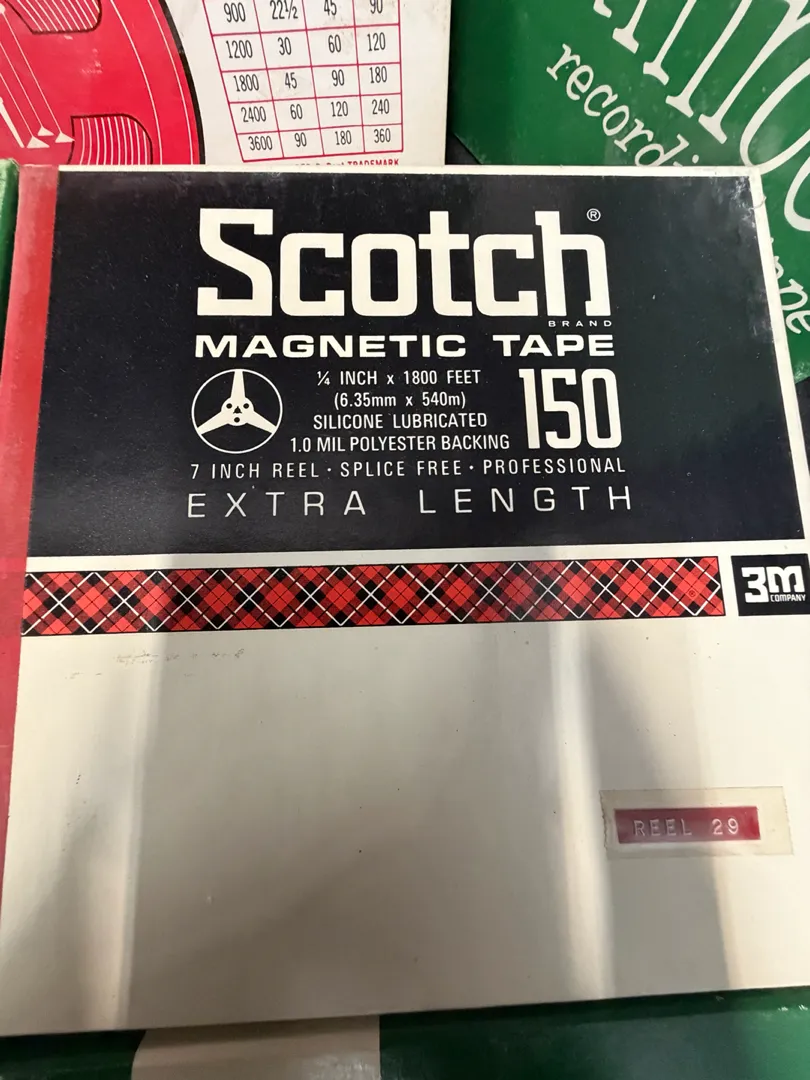 900 22½ 45 90
1200 30 60 120
1800 45 90 180
2400 60 120 240
3600 90 180 360
TRADEMARK
recordi
Scotch®
BRAND
MAGNETIC TAPE
¼ INCH x 1800 FEET
(6.35mm x 540m)
SILICONE LUBRICATED
1.0 MIL POLYESTER BACKING
150
7 INCH REEL · SPLICE FREE · PROFESSIONAL
EXTRA LENGTH
®
3M
COMPANY
REEL 29